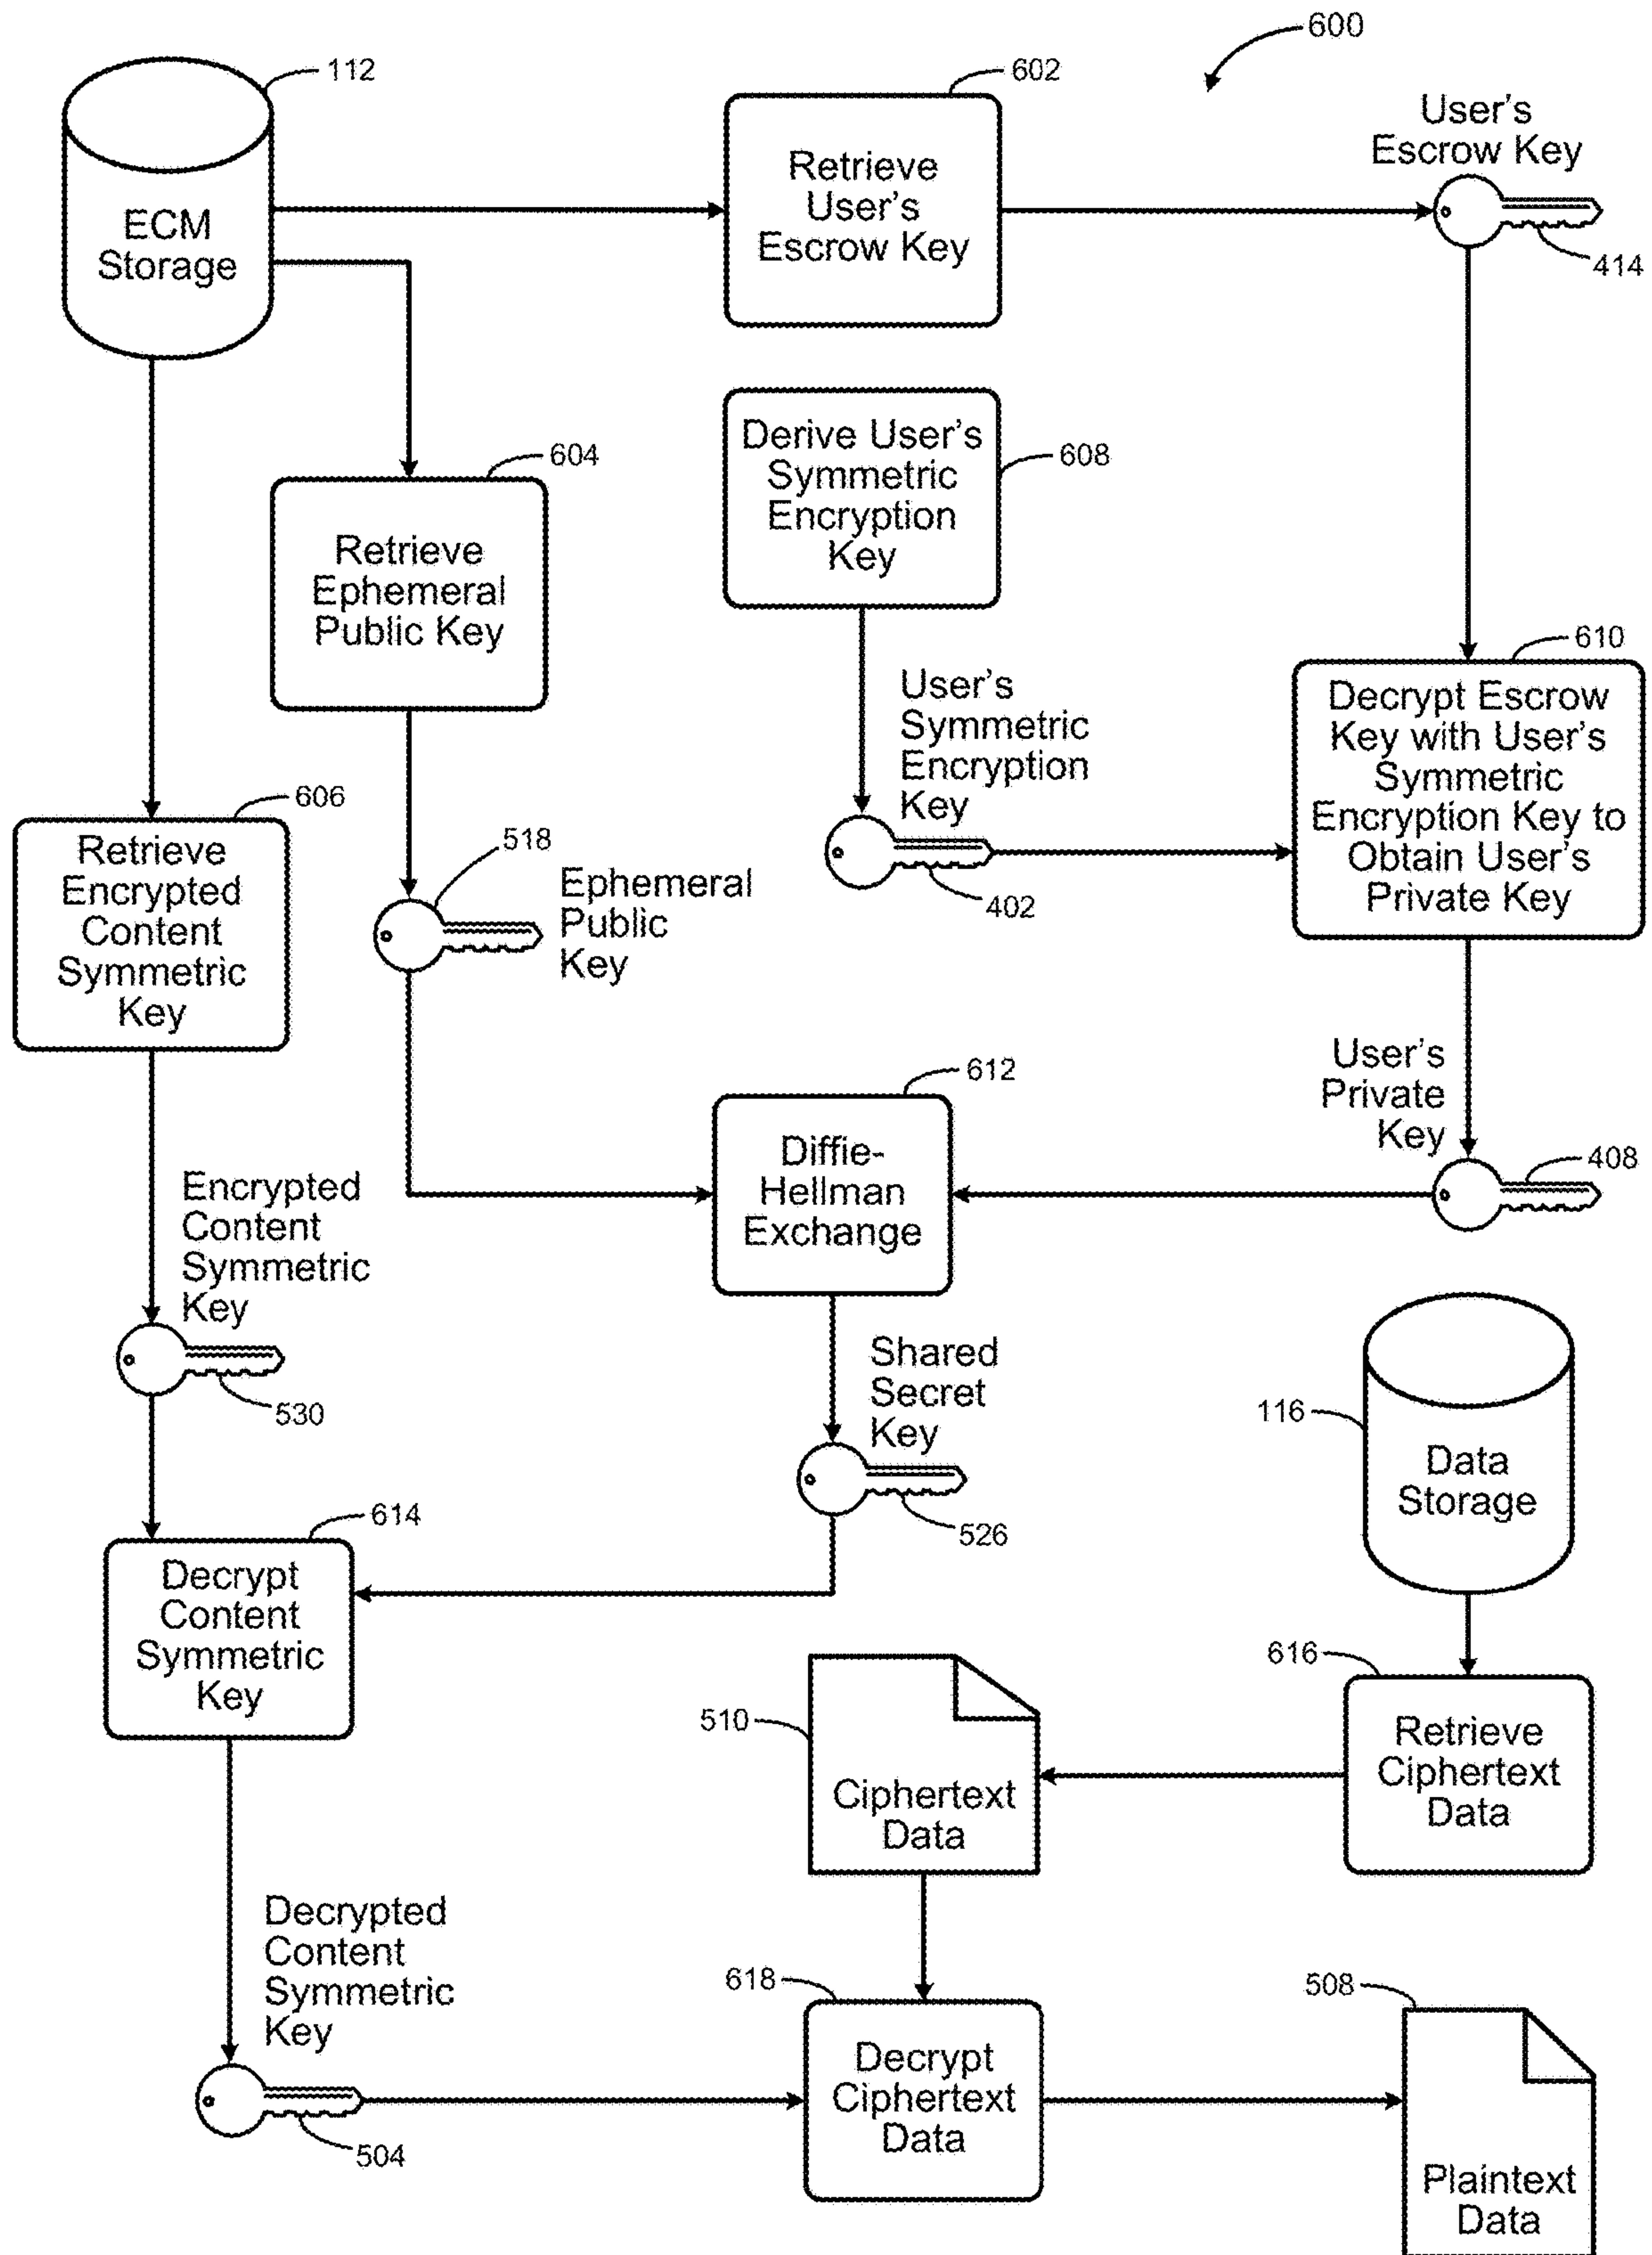 600
112
602
User's
Escrow Key
Retrieve
User's
Escrow Key
ECM
Storage
414
Derive User's
Symmetric
Encryption
Key
608
604
Retrieve
Ephemeral
Public Key
610
Decrypt Escrow
Key with User's
Symmetric
Encryption Key to
Obtain User's
Private Key
User's
Symmetric
Encryption
Key
402
606
Retrieve
Encrypted
Content
Symmetric
Key
518
Ephemeral
Public
Key
612
Diffie-
Hellman
Exchange
User's
Private
Key
408
Encrypted
Content
Symmetric
Key
530
Shared
Secret
Key
526
116
Data
Storage
614
Decrypt
Content
Symmetric
Key
616
Retrieve
Ciphertext
Data
510
Ciphertext
Data
Decrypted
Content
Symmetric
Key
504
618
Decrypt
Ciphertext
Data
508
Plaintext
Data